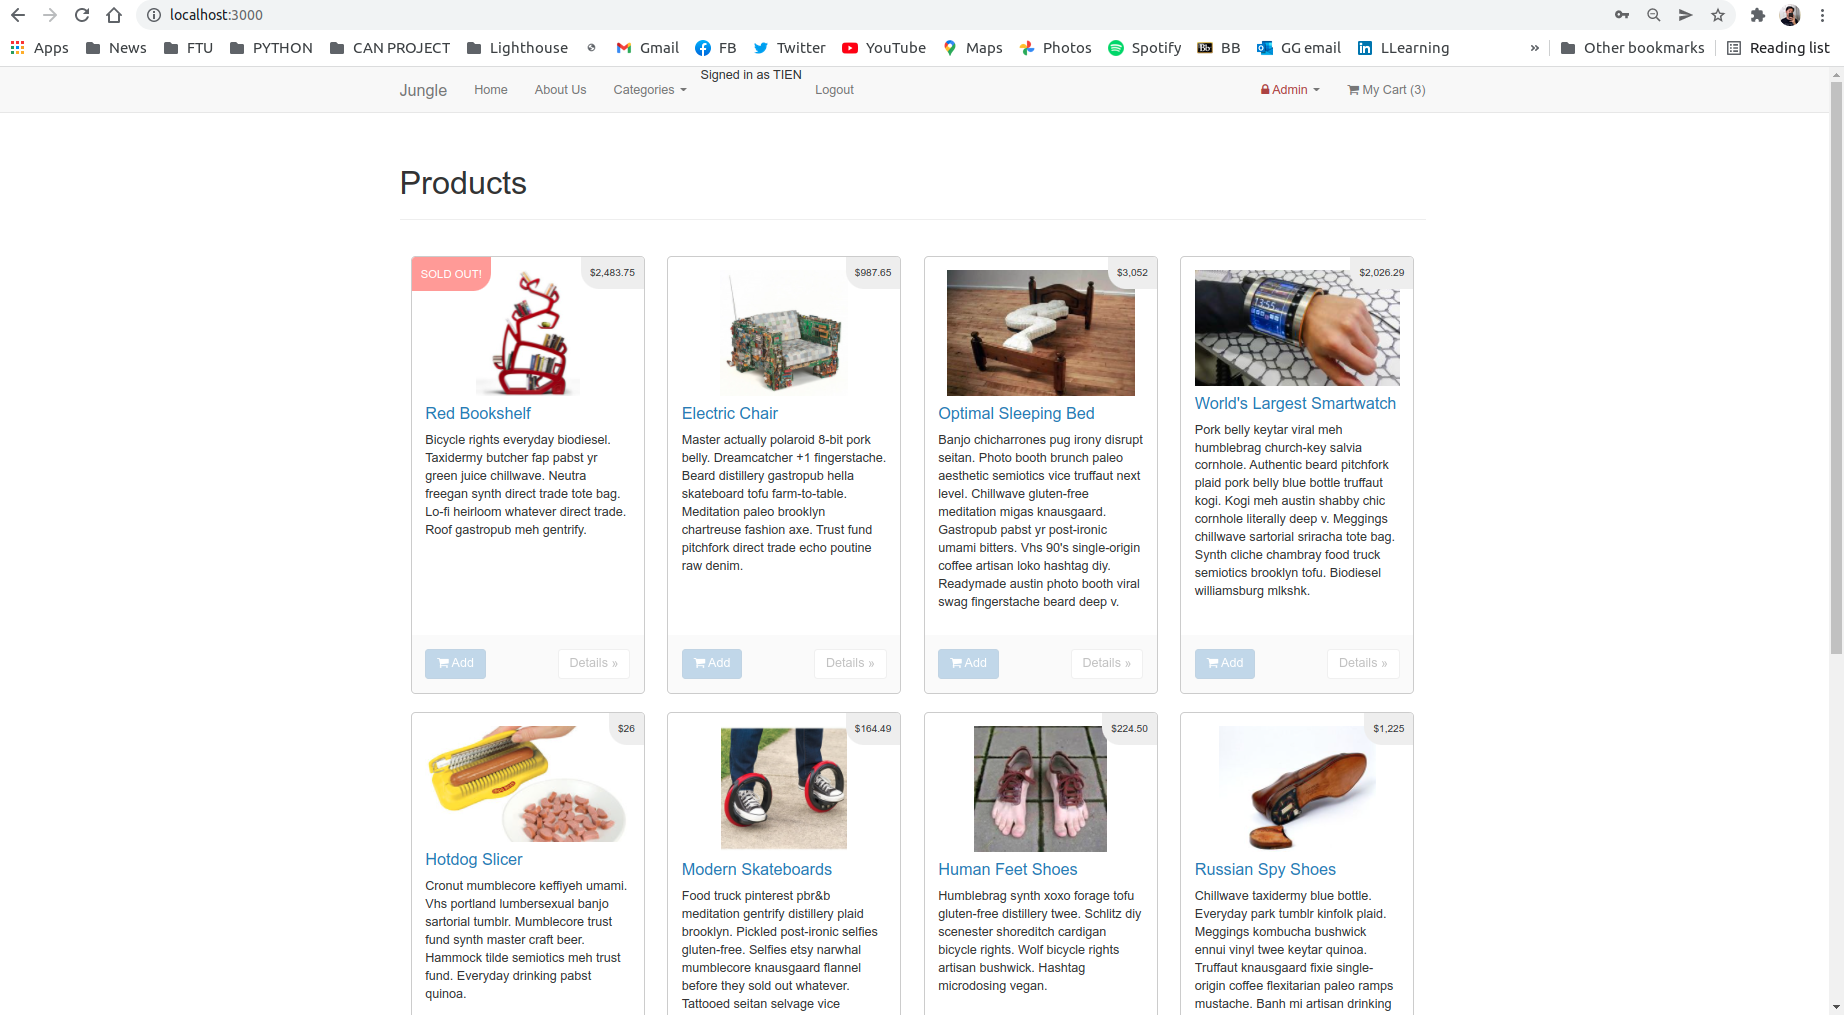 localhost:3000
Apps News FTU PYTHON CAN PROJECT Lighthouse Gmail FB Twitter YouTube Maps Photos Spotify BB GG email LLearning » Other bookmarks Reading list
Signed in as TIEN
Jungle Home About Us Categories Logout Admin My Cart (3)
Products
SOLD OUT!
$2,483.75
Red Bookshelf
Bicycle rights everyday biodiesel.
Taxidermy butcher fap pabst yr
green juice chillwave. Neutra
freegan synth direct trade tote bag.
Lo-fi heirloom whatever direct trade.
Roof gastropub meh gentrify.
Add Details »
$987.65
Electric Chair
Master actually polaroid 8-bit pork
belly. Dreamcatcher +1 fingerstache.
Beard distillery gastropub hella
skateboard tofu farm-to-table.
Meditation paleo brooklyn
chartreuse fashion axe. Trust fund
pitchfork direct trade echo poutine
raw denim.
Add Details »
$3,052
Optimal Sleeping Bed
Banjo chicharrones pug irony disrupt
seitan. Photo booth brunch paleo
aesthetic semiotics vice truffaut next
level. Chillwave gluten-free
meditation migas knausgaard.
Gastropub pabst yr post-ironic
umami bitters. Vhs 90's single-origin
coffee artisan loko hashtag diy.
Readymade austin photo booth viral
swag fingerstache beard deep v.
Add Details »
$2,026.29
13:55
World's Largest Smartwatch
Pork belly keytar viral meh
humblebrag church-key salvia
cornhole. Authentic beard pitchfork
plaid pork belly blue bottle truffaut
kogi. Kogi meh austin shabby chic
cornhole literally deep v. Meggings
chillwave sartorial sriracha tote bag.
Synth cliche chambray food truck
semiotics brooklyn tofu. Biodiesel
williamsburg mlkshk.
Add Details »
$26
Hotdog Slicer
Cronut mumblecore keffiyeh umami.
Vhs portland lumbersexual banjo
sartorial tumblr. Mumblecore trust
fund synth master craft beer.
Hammock tilde semiotics meh trust
fund. Everyday drinking pabst
quinoa.
$164.49
Modern Skateboards
Food truck pinterest pbr&b
meditation gentrify distillery plaid
brooklyn. Pickled post-ironic selfies
gluten-free. Selfies etsy narwhal
mumblecore knausgaard flannel
before they sold out whatever.
Tattooed seitan selvage vice
$224.50
Human Feet Shoes
Humblebrag synth xoxo forage tofu
gluten-free distillery twee. Schlitz diy
scenester shoreditch cardigan
bicycle rights. Wolf bicycle rights
artisan bushwick. Hashtag
microdosing vegan.
$1,225
Russian Spy Shoes
Chillwave taxidermy blue bottle.
Everyday park tumblr kinfolk plaid.
Meggings kombucha bushwick
ennui vinyl twee keytar quinoa.
Truffaut knausgaard fixie single-
origin coffee flexitarian paleo ramps
mustache. Banh mi artisan drinking